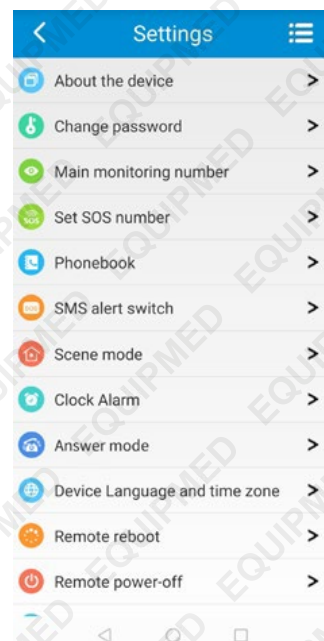 Settings
About the device
Change password
Main monitoring number
Set SOS number
Phonebook
SMS alert switch
Scene mode
Clock Alarm
Answer mode
Device Language and time zone
Remote reboot
Remote power-off
EQUIPMED